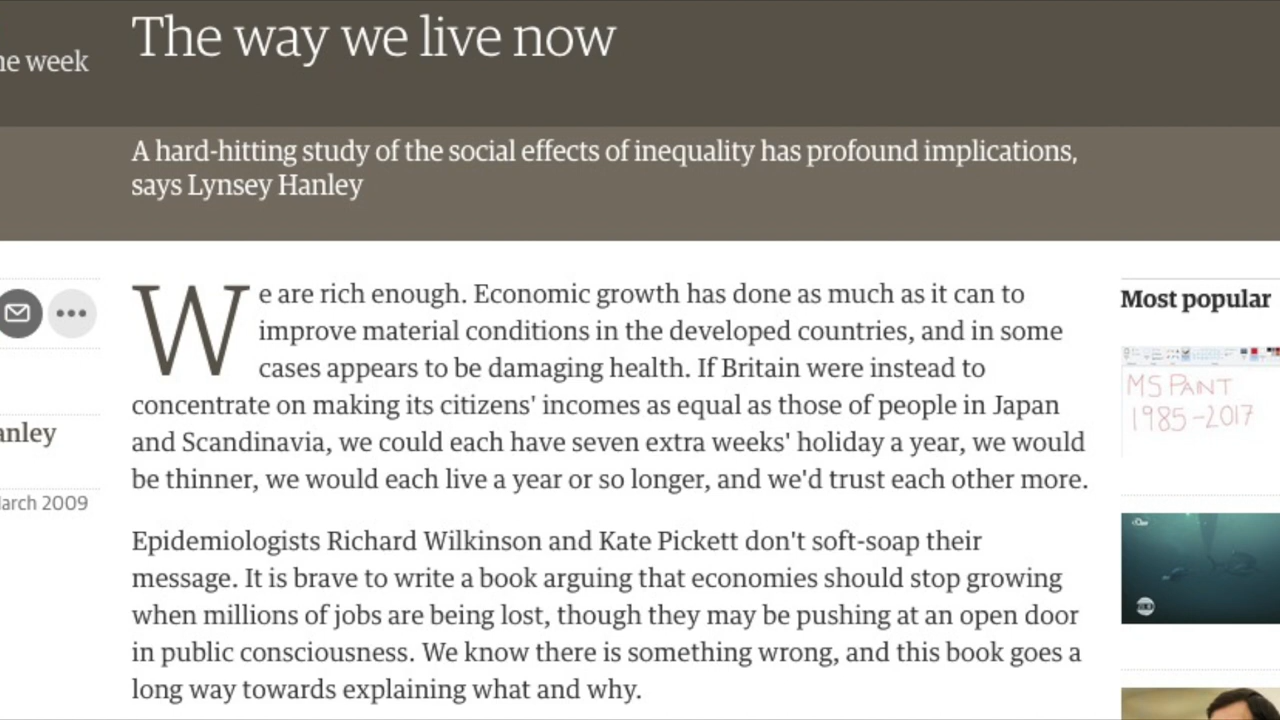 The way we live now
he week
A hard-hitting study of the social effects of inequality has profound implications,
says Lynsey Hanley
We are rich enough. Economic growth has done as much as it can to
improve material conditions in the developed countries, and in some
cases appears to be damaging health. If Britain were instead to
concentrate on making its citizens' incomes as equal as those of people in Japan
and Scandinavia, we could each have seven extra weeks' holiday a year, we would
be thinner, we would each live a year or so longer, and we'd trust each other more.
Epidemiologists Richard Wilkinson and Kate Pickett don't soft-soap their
message. It is brave to write a book arguing that economies should stop growing
when millions of jobs are being lost, though they may be pushing at an open door
in public consciousness. We know there is something wrong, and this book goes a
long way towards explaining what and why.
anley
arch 2009
Most popular
MS PAINT
1985-2017